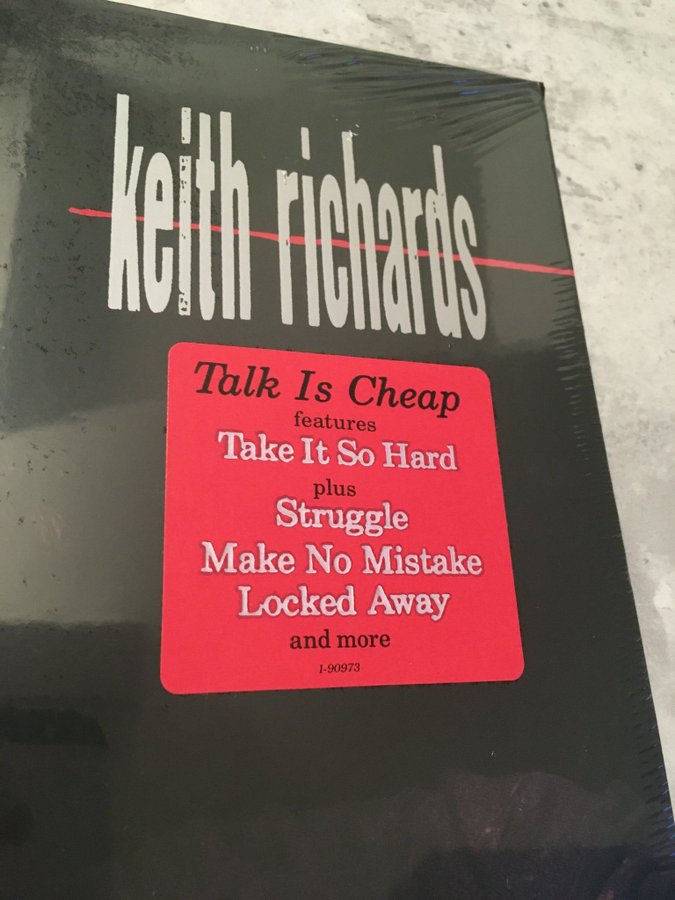 keith richards
Talk Is Cheap
features
Take It So Hard
plus
Struggle
Make No Mistake
Locked Away
and more
1-90973